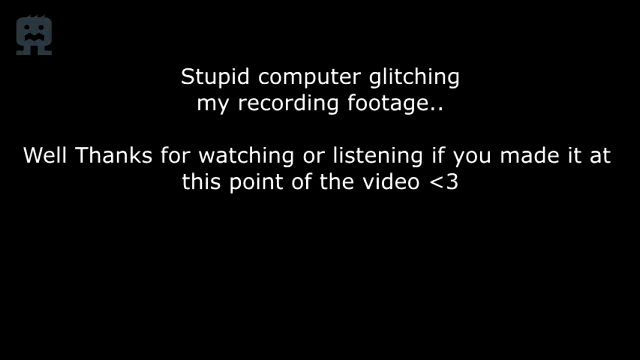 Stupid computer glitching
my recording footage..
Well Thanks for watching or listening if you made it at
this point of the video <3